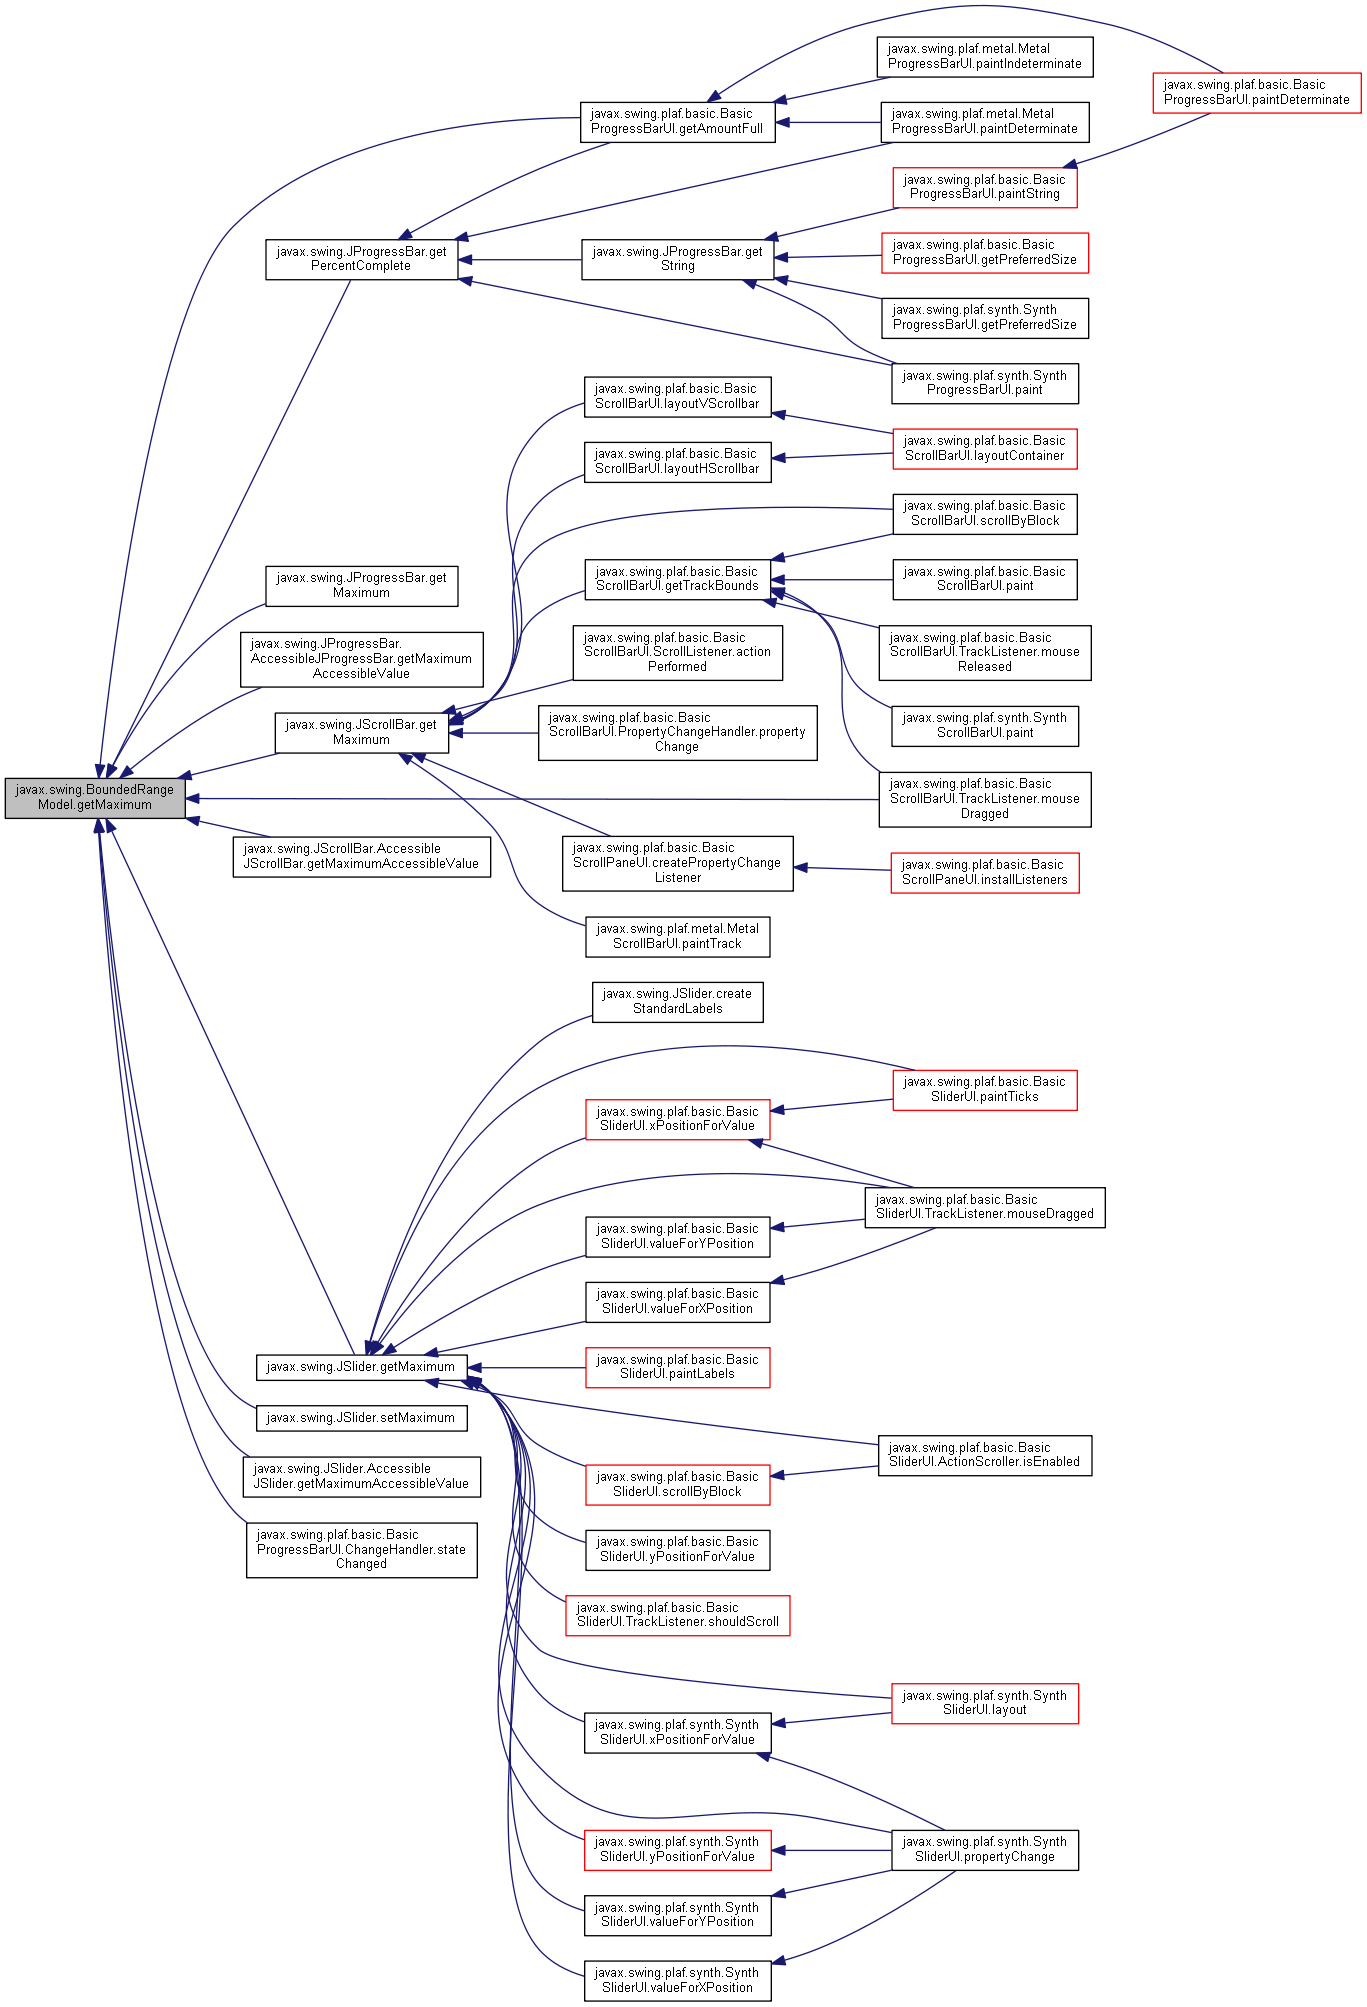 javax.swing.plaf.metal.Metal
ProgressBarUI.paintIndeterminate
javax.swing.plaf.basic.Basic
ProgressBarUI.paintDeterminate
javax.swing.plaf.basic.Basic
ProgressBarUI.getAmountFull
javax.swing.plaf.metal.Metal
ProgressBarUI.paintDeterminate
javax.swing.plaf.basic.Basic
ProgressBarUI.paintString
javax.swing.JProgressBar.get
PercentComplete
javax.swing.JProgressBar.get
String
javax.swing.plaf.basic.Basic
ProgressBarUI.getPreferredSize
javax.swing.plaf.synth.Synth
ProgressBarUI.getPreferredSize
javax.swing.plaf.synth.Synth
ProgressBarUI.paint
javax.swing.plaf.basic.Basic
ScrollBarUI.layoutVScrollbar
javax.swing.plaf.basic.Basic
ScrollBarUI.layoutContainer
javax.swing.plaf.basic.Basic
ScrollBarUI.layoutHScrollbar
javax.swing.plaf.basic.Basic
ScrollBarUI.scrollByBlock
javax.swing.JProgressBar.get
Maximum
javax.swing.plaf.basic.Basic
ScrollBarUI.getTrackBounds
javax.swing.plaf.basic.Basic
ScrollBarUI.paint
javax.swing.JProgressBar.
AccessibleJProgressBar.getMaximum
AccessibleValue
javax.swing.plaf.basic.Basic
ScrollBarUI.ScrollListener.action
Performed
javax.swing.plaf.basic.Basic
ScrollBarUI.TrackListener.mouse
Released
javax.swing.JScrollBar.get
Maximum
javax.swing.plaf.basic.Basic
ScrollBarUI.PropertyChangeHandler.property
Change
javax.swing.plaf.synth.Synth
ScrollBarUI.paint
javax.swing.BoundedRange
Model.getMaximum
javax.swing.plaf.basic.Basic
ScrollBarUI.TrackListener.mouse
Dragged
javax.swing.JScrollBar.Accessible
JScrollBar.getMaximumAccessibleValue
javax.swing.plaf.basic.Basic
ScrollPaneUI.createPropertyChange
Listener
javax.swing.plaf.basic.Basic
ScrollPaneUI.installListeners
javax.swing.plaf.metal.Metal
ScrollBarUI.paintTrack
javax.swing.JSlider.create
StandardLabels
javax.swing.plaf.basic.Basic
SliderUI.paintTicks
javax.swing.plaf.basic.Basic
SliderUI.xPositionForValue
javax.swing.plaf.basic.Basic
SliderUI.TrackListener.mouseDragged
javax.swing.plaf.basic.Basic
SliderUI.valueForYPosition
javax.swing.plaf.basic.Basic
SliderUI.valueForXPosition
javax.swing.JSlider.getMaximum
javax.swing.plaf.basic.Basic
SliderUI.paintLabels
javax.swing.JSlider.setMaximum
javax.swing.plaf.basic.Basic
SliderUI.ActionScroller.isEnabled
javax.swing.JSlider.Accessible
JSlider.getMaximumAccessibleValue
javax.swing.plaf.basic.Basic
SliderUI.scrollByBlock
javax.swing.plaf.basic.Basic
ProgressBarUI.ChangeHandler.state
Changed
javax.swing.plaf.basic.Basic
SliderUI.yPositionForValue
javax.swing.plaf.basic.Basic
SliderUI.TrackListener.shouldScroll
javax.swing.plaf.synth.Synth
SliderUI.layout
javax.swing.plaf.synth.Synth
SliderUI.xPositionForValue
javax.swing.plaf.synth.Synth
SliderUI.yPositionForValue
javax.swing.plaf.synth.Synth
SliderUI.propertyChange
javax.swing.plaf.synth.Synth
SliderUI.valueForYPosition
javax.swing.plaf.synth.Synth
SliderUI.valueForXPosition